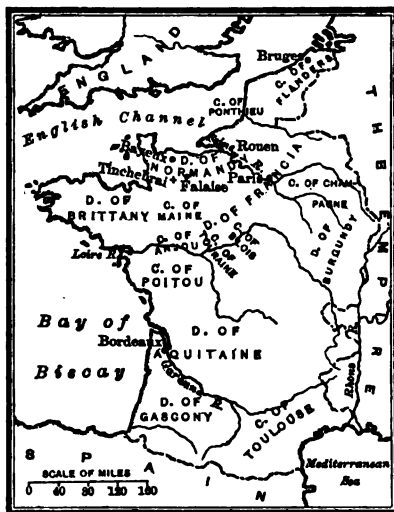 ENGLAND
English Channel
Bruges
C. OF FLANDERS
C. OF PONTHIEU
Rouen
Bayeux
D. OF NORMANDY
Tinchebrai
Falaise
Paris
D. OF FRANCIA
C. OF CHAM-
PAGNE
THE EMPIRE
D. OF BRITTANY
C. OF MAINE
C. OF ANJOU
C. OF TOURAINE
C. OF BLOIS
D. OF BURGUNDY
Loire R.
C. OF POITOU
Bay of
Biscay
Bordeaux
D. OF AQUITAINE
Garonne R.
Rhone R.
D. OF GASCONY
C. OF TOULOUSE
SPAIN
Mediterranean
Sea
SCALE OF MILES
0 40 80 120 160